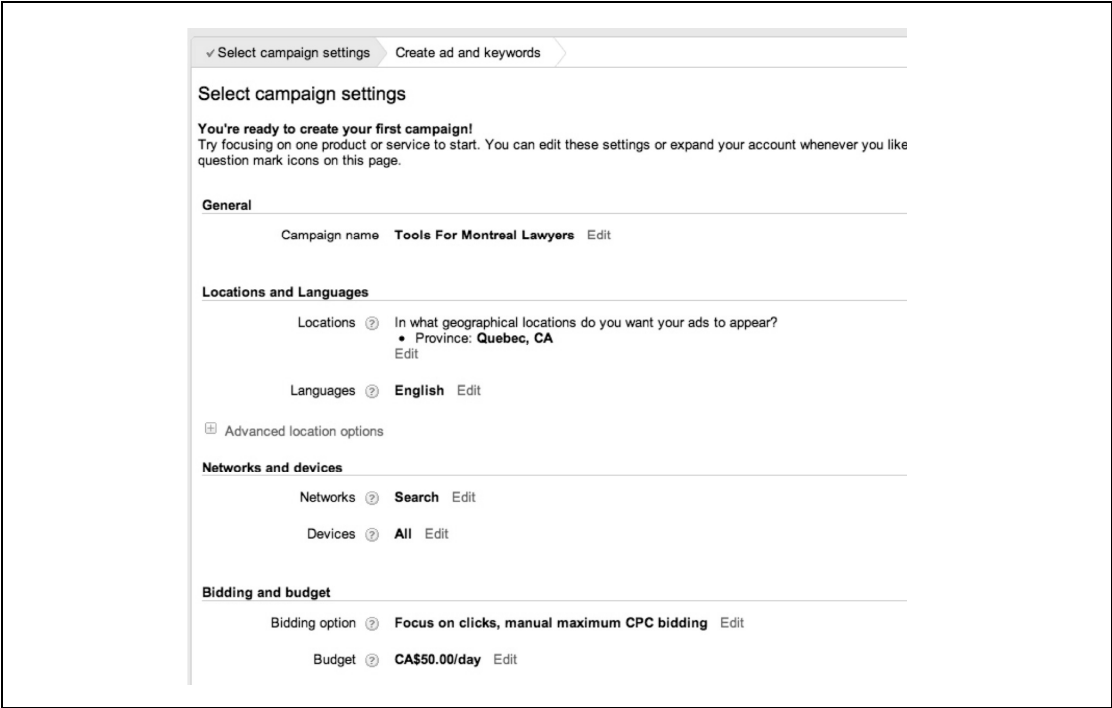 ✓ Select campaign settings Create ad and keywords
Select campaign settings
You're ready to create your first campaign!
Try focusing on one product or service to start. You can edit these settings or expand your account whenever you like
question mark icons on this page.
General
Campaign name Tools For Montreal Lawyers Edit
Locations and Languages
Locations ? In what geographical locations do you want your ads to appear?
• Province: Quebec, CA
Edit
Languages ? English Edit
+ Advanced location options
Networks and devices
Networks ? Search Edit
Devices ? All Edit
Bidding and budget
Bidding option ? Focus on clicks, manual maximum CPC bidding Edit
Budget ? CA$50.00/day Edit